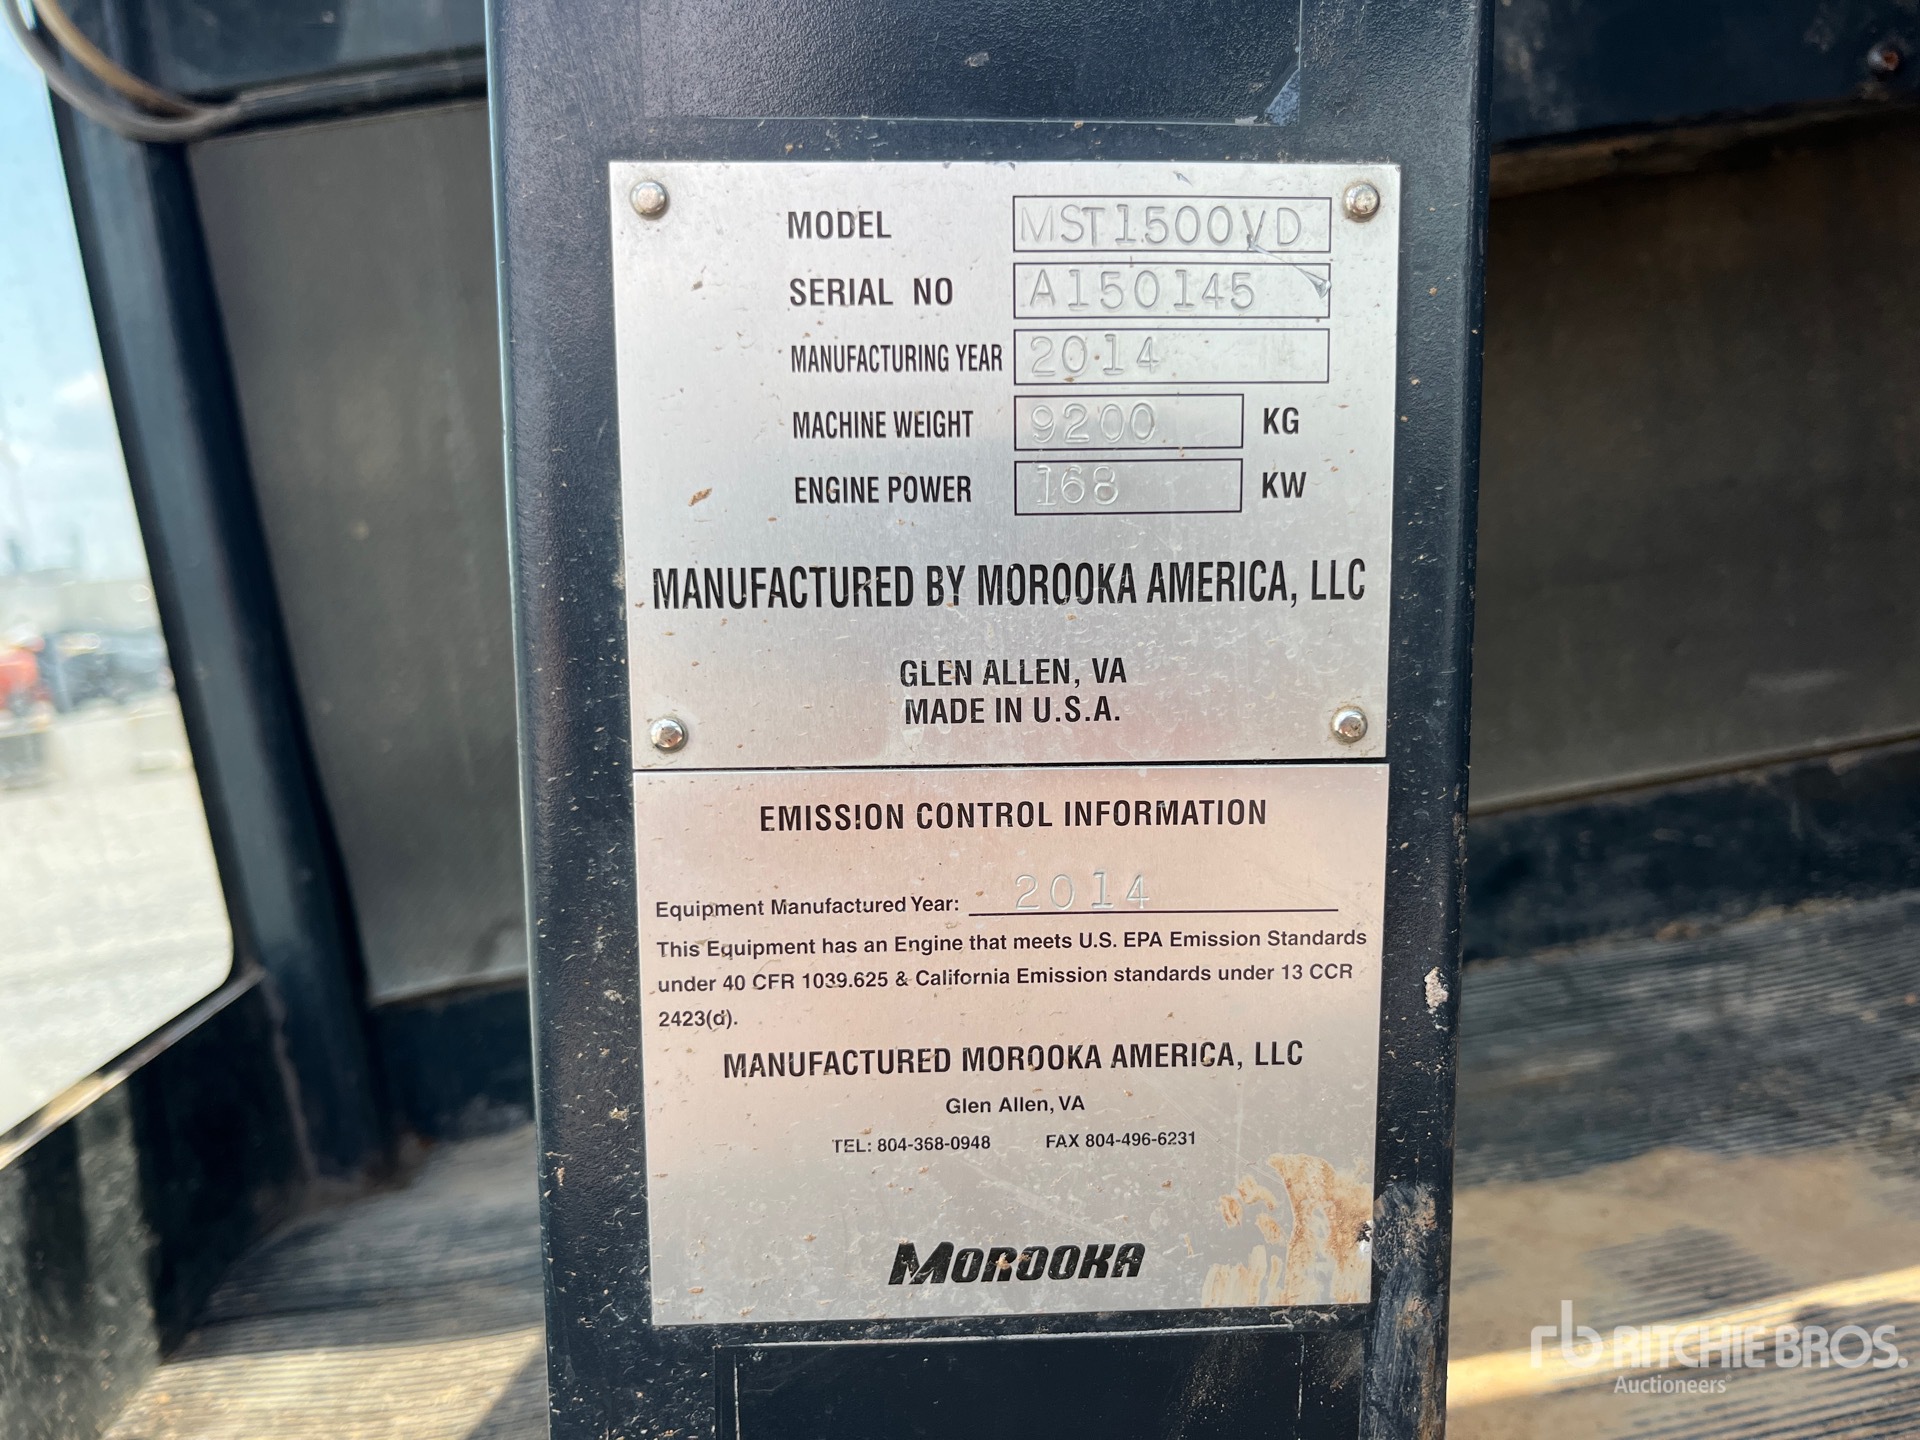 MODEL MST1500VD
SERIAL NO A150145
MANUFACTURING YEAR 2014
MACHINE WEIGHT 9200 KG
ENGINE POWER 168 KW
MANUFACTURED BY MOROOKA AMERICA, LLC
GLEN ALLEN, VA
MADE IN U.S.A.
EMISSION CONTROL INFORMATION
Equipment Manufactured Year: 2014
This Equipment has an Engine that meets U.S. EPA Emission Standards
under 40 CFR 1039.625 & California Emission standards under 13 CCR
2423(d).
MANUFACTURED MOROOKA AMERICA, LLC
Glen Allen, VA
TEL: 804-368-0948 FAX 804-496-6231
MOROOKA
rb RITCHIE BROS.
Auctioneers